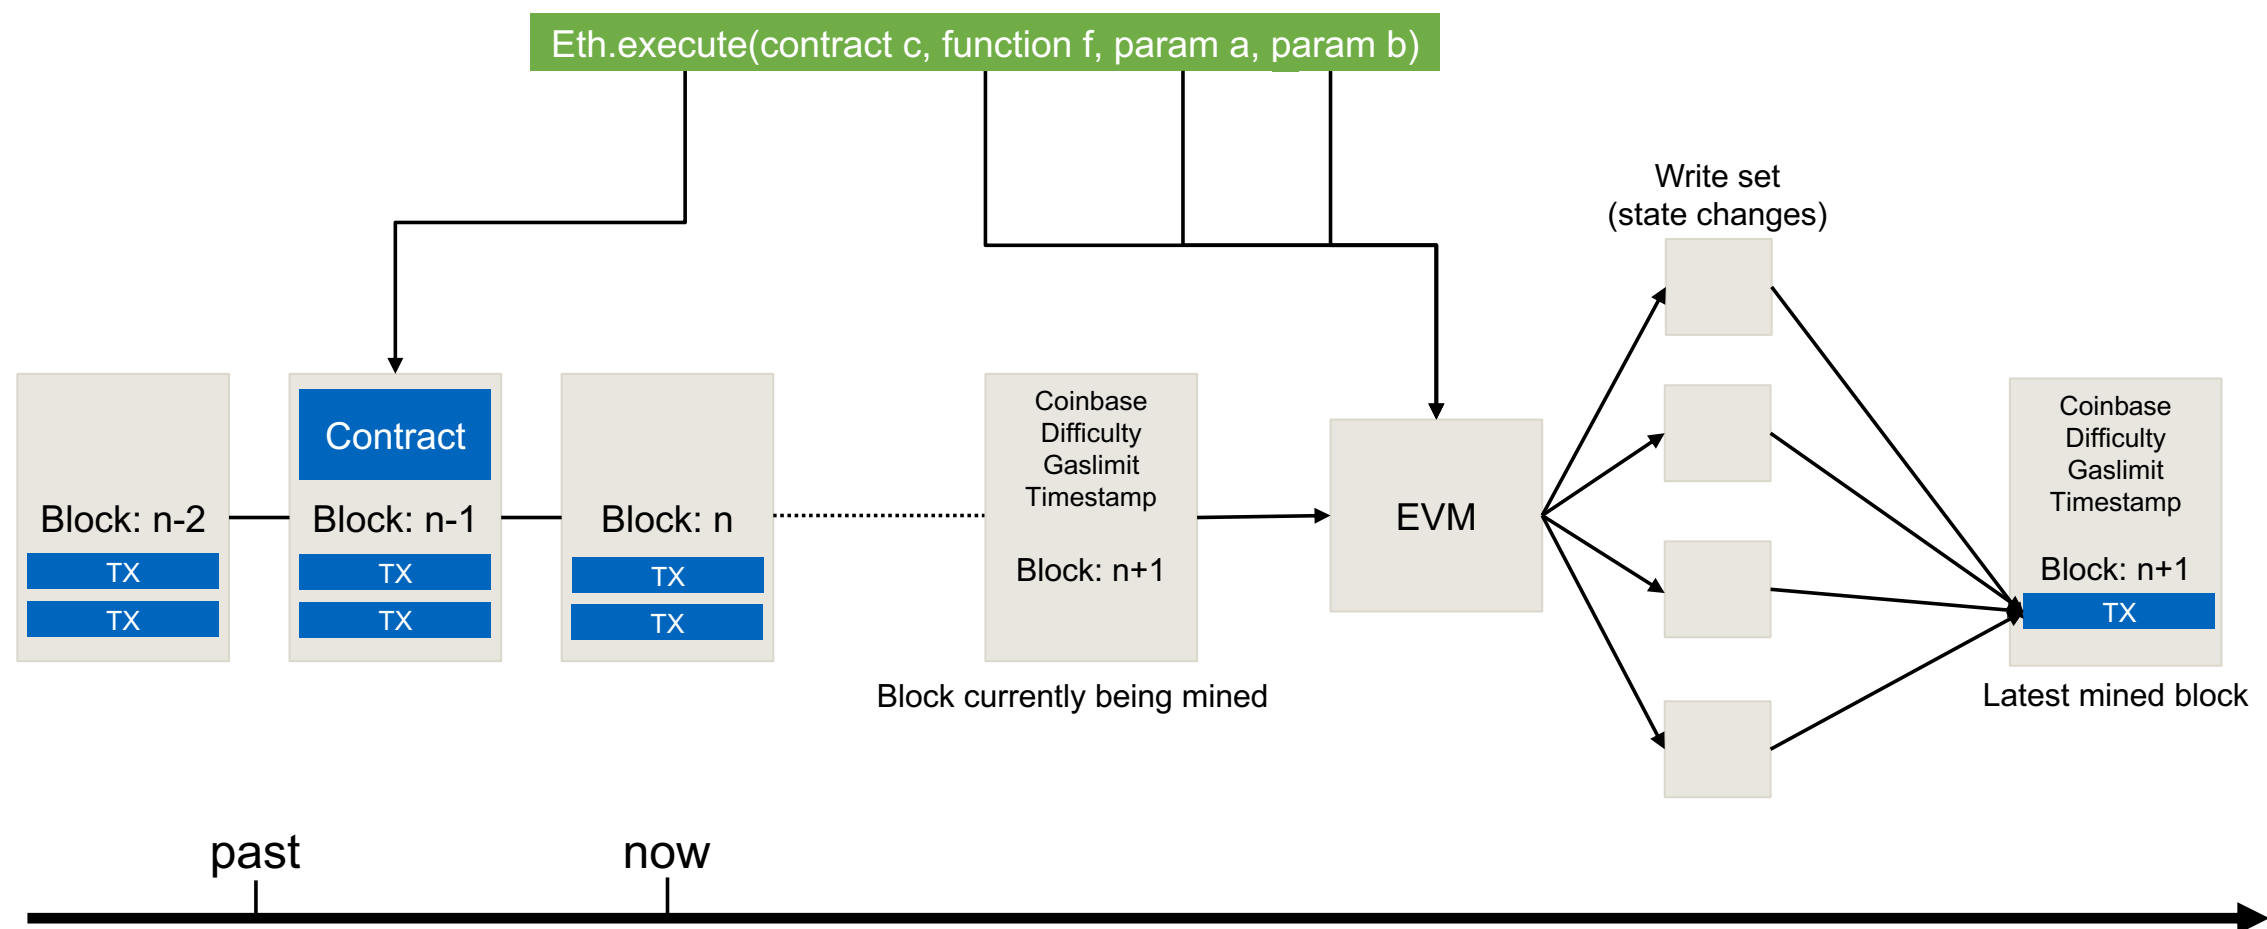 Eth.execute(contract c, function f, param a, param b)
Write set
(state changes)
Contract
Block: n-2
TX
TX
Block: n-1
TX
TX
Block: n
TX
TX
Coinbase
Difficulty
Gaslimit
Timestamp
Block: n+1
Block currently being mined
EVM
Coinbase
Difficulty
Gaslimit
Timestamp
Block: n+1
TX
Latest mined block
past
now